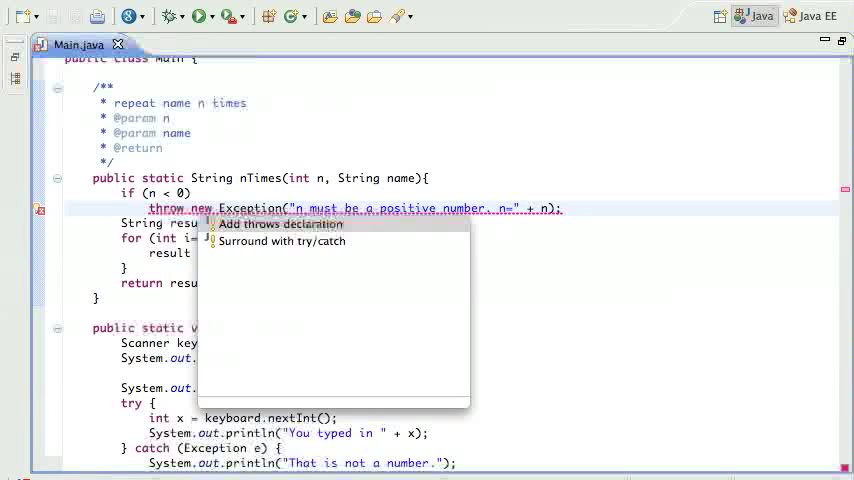 Java
Java EE
Main.java
public class Main {
/**
* repeat name n times
* @param n
* @param name
* @return
*/
public static String nTimes(int n, String name){
if (n < 0)
throw new Exception("n must be a positive number. n=" + n);
String resu
for (int i=
result
}
return resu
}
Add throws declaration
Surround with try/catch
public static v
Scanner key
System.out.
System.out.
try {
int x = keyboard.nextInt();
System.out.println("You typed in " + x);
} catch (Exception e) {
System.out.println("That is not a number.");